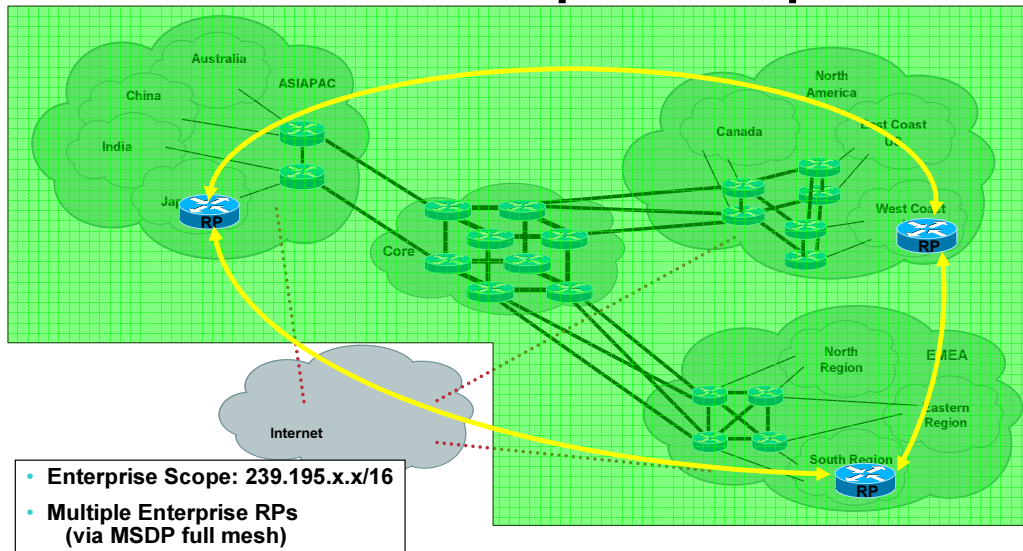 Australia
ASIAPAC
China
India
RP
Core
North
America
Canada
East Coast
US
West Coast
RP
North
Region
EMEA
Eastern
Region
South Region
RP
Internet
• Enterprise Scope: 239.195.x.x/16
• Multiple Enterprise RPs
(via MSDP full mesh)